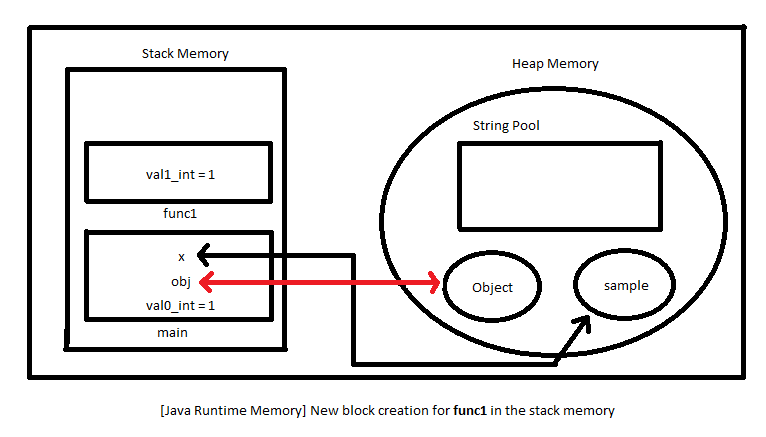 Stack Memory
Heap Memory
String Pool
val1_int = 1
func1
x
obj
val0_int = 1
main
Object
sample
[Java Runtime Memory] New block creation for func1 in the stack memory